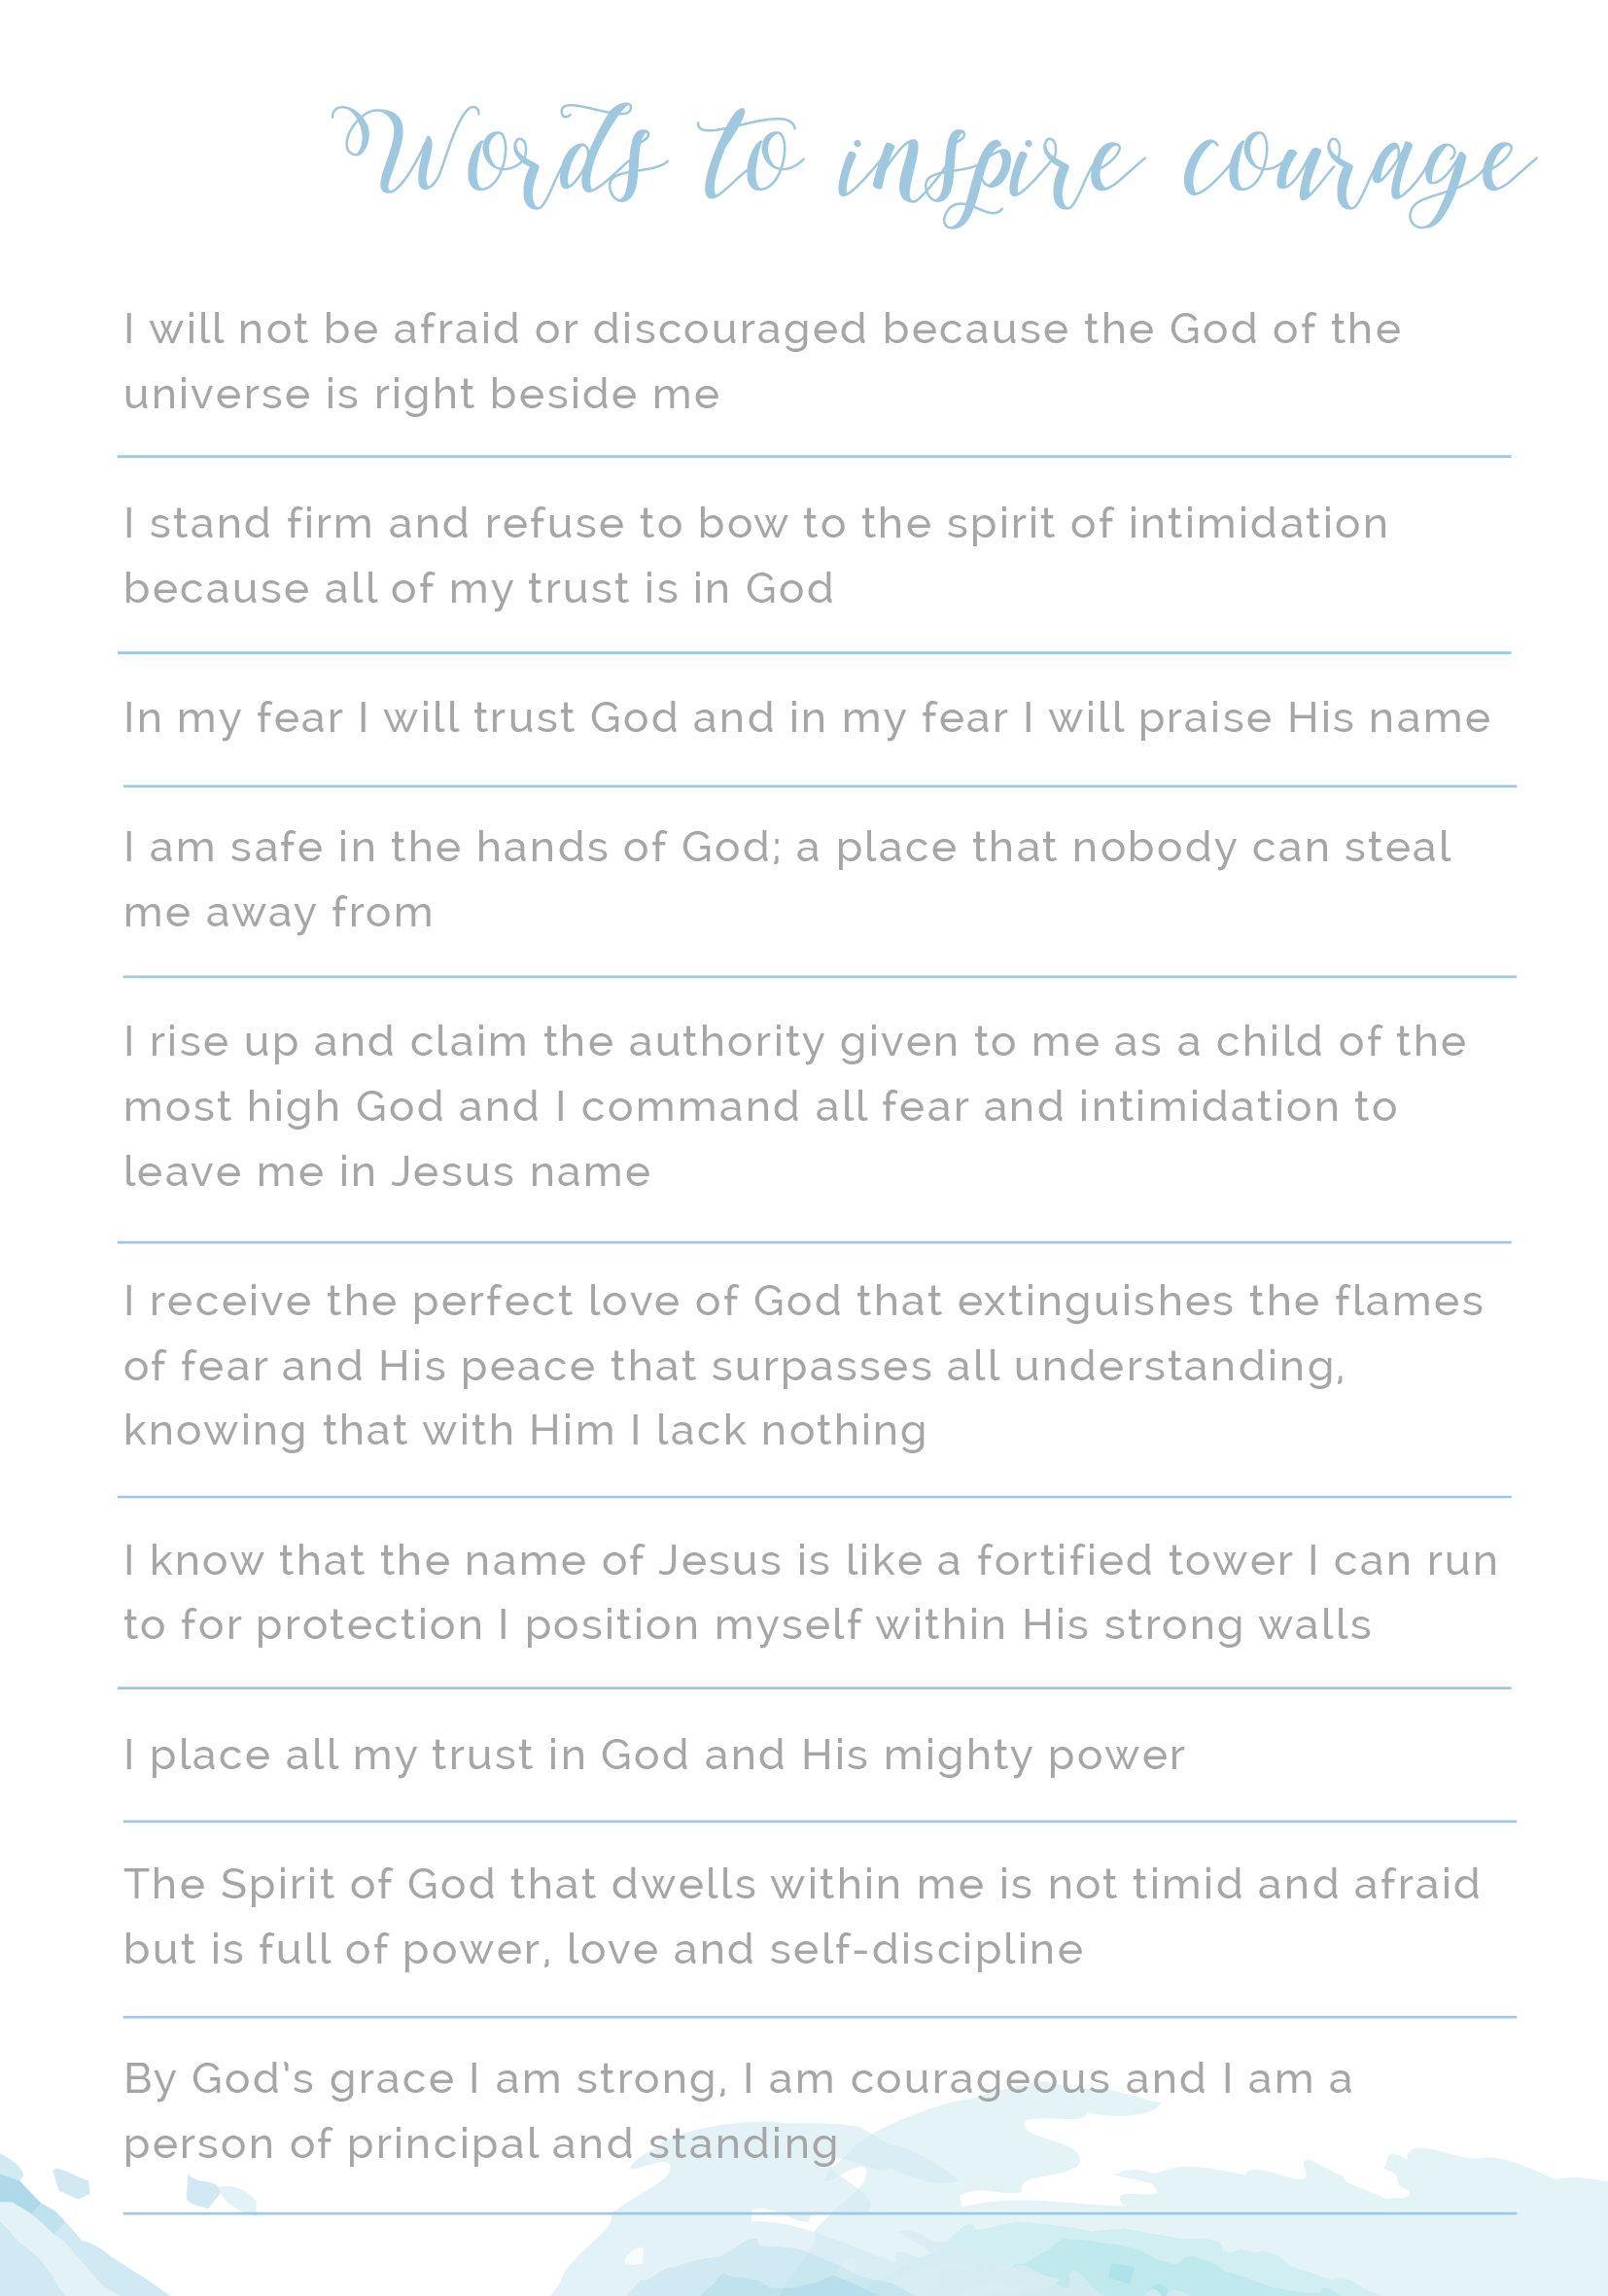 Words to inspire courage
I will not be afraid or discouraged because the God of the
universe is right beside me
I stand firm and refuse to bow to the spirit of intimidation
because all of my trust is in God
In my fear I will trust God and in my fear I will praise His name
I am safe in the hands of God; a place that nobody can steal
me away from
I rise up and claim the authority given to me as a child of the
most high God and I command all fear and intimidation to
leave me in Jesus name
I receive the perfect love of God that extinguishes the flames
of fear and His peace that surpasses all understanding,
knowing that with Him I lack nothing
I know that the name of Jesus is like a fortified tower I can run
to for protection I position myself within His strong walls
I place all my trust in God and His mighty power
The Spirit of God that dwells within me is not timid and afraid
but is full of power, love and self-discipline
By God's grace I am strong, I am courageous and I am a
person of principal and standing